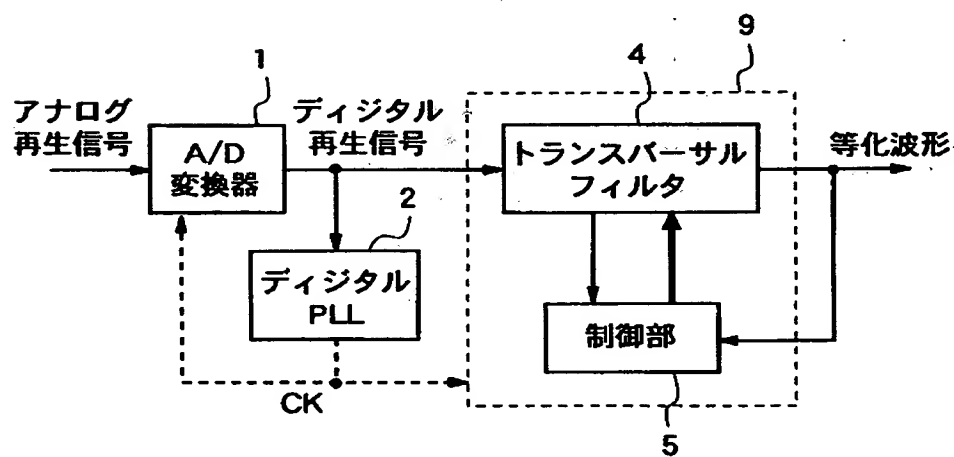 9
1
4
アナログ
再生信号
A/D
変換器
ディジタル
再生信号
トランスバーサル
フィルタ
等化波形
2
ディジタル
PLL
制御部
CK
5